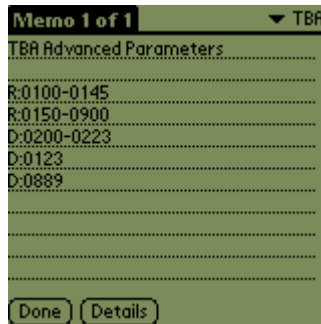 Memo 1 of 1
TBA
TBA Advanced Parameters
R:0100-0145
R:0150-0900
D:0200-0223
D:0123
D:0889
Done
Details